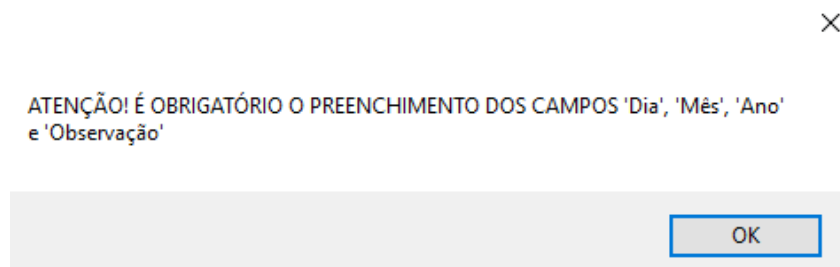 ATENÇÃO! É OBRIGATÓRIO O PREENCHIMENTO DOS CAMPOS 'Dia', 'Mês', 'Ano'
e 'Observação'
OK